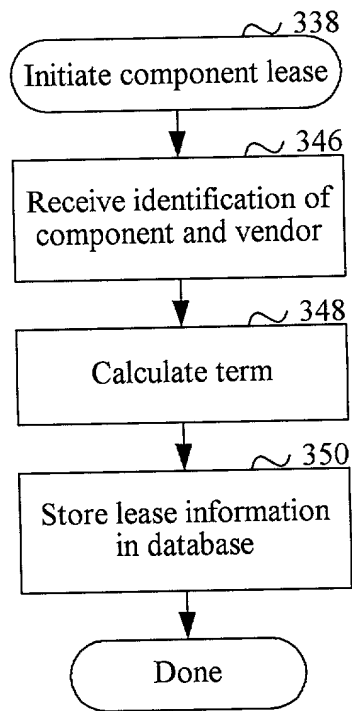 338
Initiate component lease
346
Receive identification of
component and vendor
348
Calculate term
350
Store lease information
in database
Done